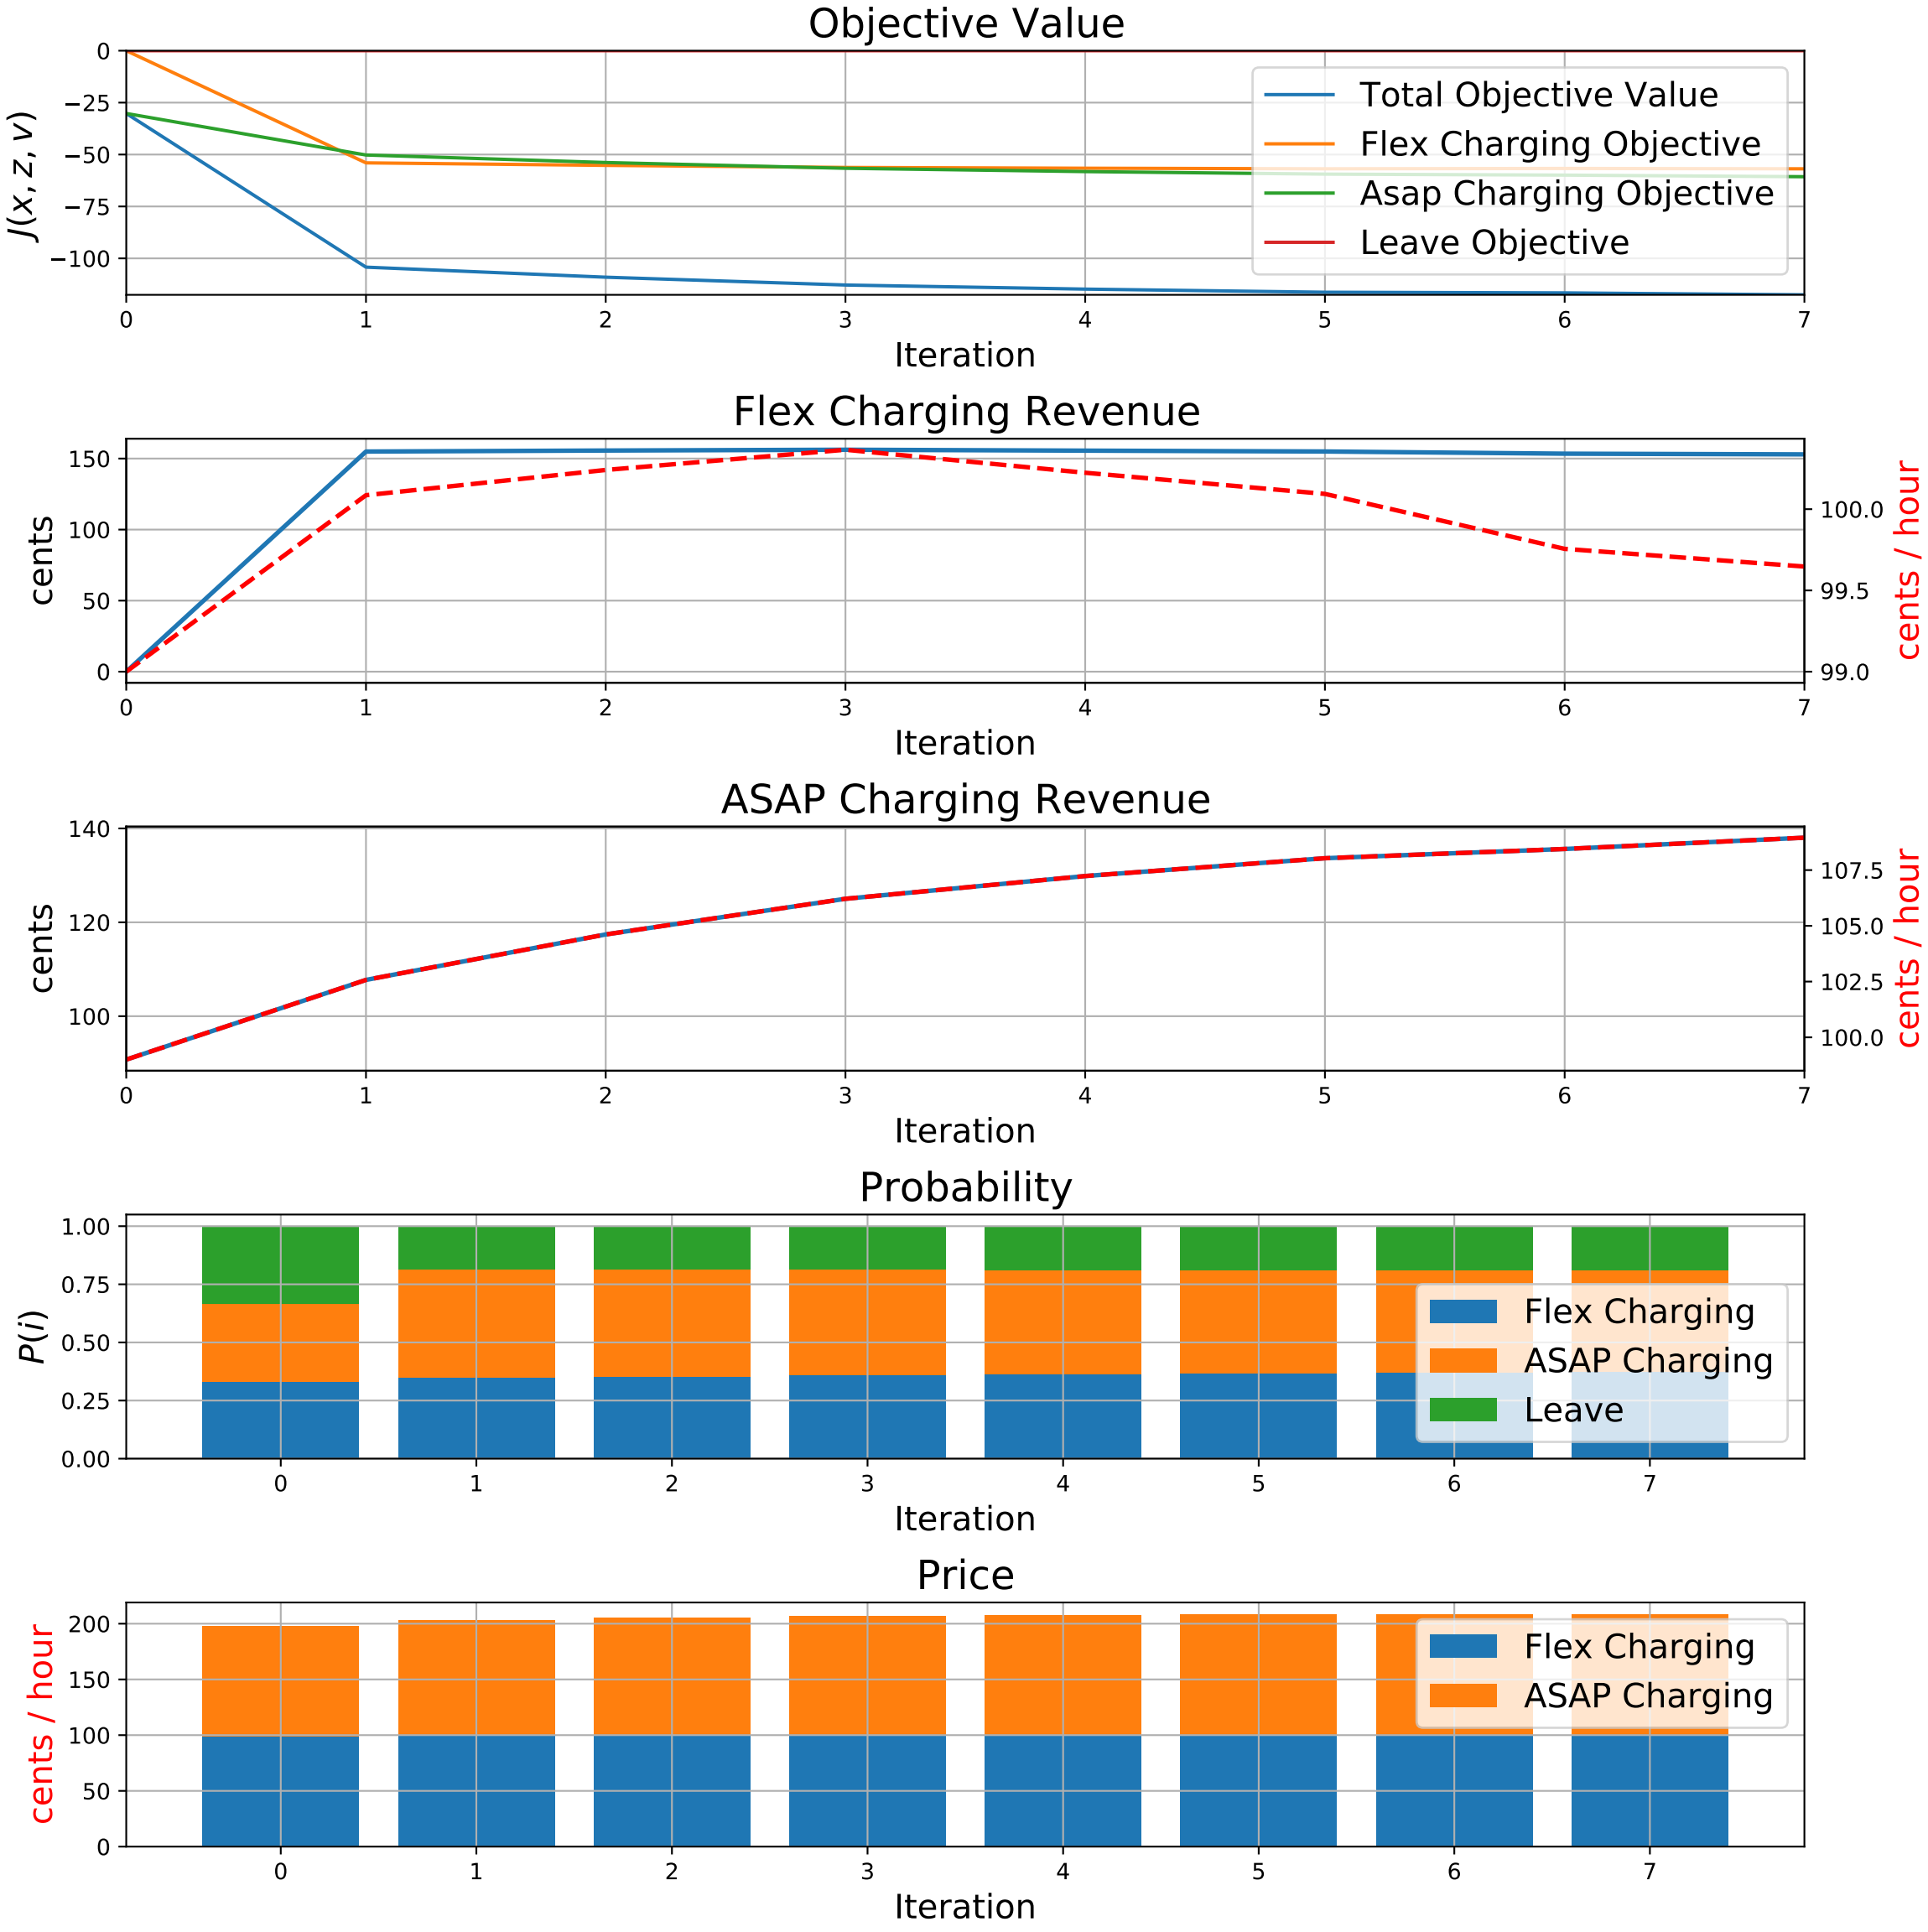 Objective Value
0
−25
−50
−75
−100
J(x, z, v)
Total Objective Value
Flex Charging Objective
Asap Charging Objective
Leave Objective
0 1 2 3 4 5 6 7
Iteration
Flex Charging Revenue
150
100
50
0
cents
100.0
99.5
99.0
cents / hour
0 1 2 3 4 5 6 7
Iteration
ASAP Charging Revenue
140
120
100
cents
107.5
105.0
102.5
100.0
cents / hour
0 1 2 3 4 5 6 7
Iteration
Probability
1.00
0.75
0.50
0.25
0.00
P(i)
Flex Charging
ASAP Charging
Leave
0 1 2 3 4 5 6 7
Iteration
Price
200
150
100
50
0
cents / hour
Flex Charging
ASAP Charging
0 1 2 3 4 5 6 7
Iteration